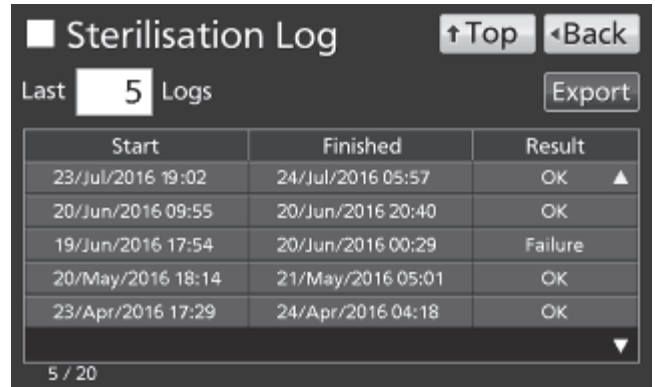 Sterilisation Log ↑Top ◂Back
Last 5 Logs Export
Start Finished Result
23/Jul/2016 19:02 24/Jul/2016 05:57 OK ▲
20/Jun/2016 09:55 20/Jun/2016 20:40 OK
19/Jun/2016 17:54 20/Jun/2016 00:29 Failure
20/May/2016 18:14 21/May/2016 05:01 OK
23/Apr/2016 17:29 24/Apr/2016 04:18 OK
▼
5 / 20